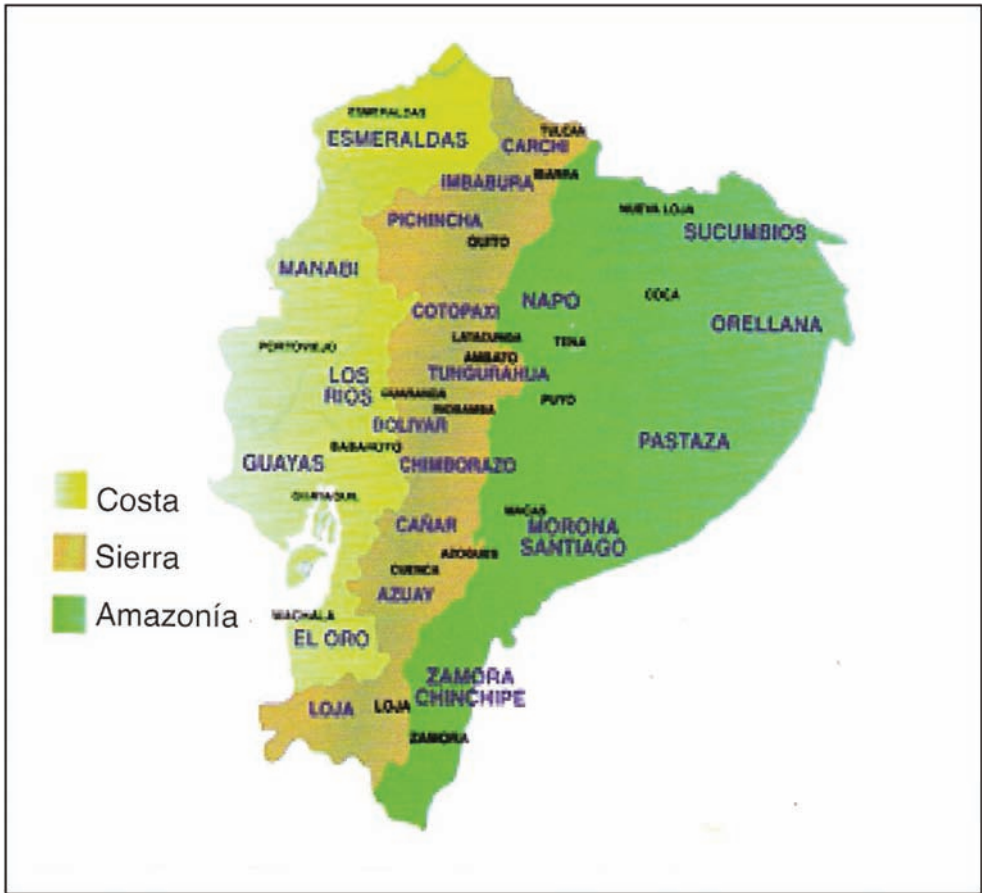 ESMERALDAS
ESMERALDAS
TULCAN
CARCHI
IBARRA
IMBABURA
PICHINCHA
QUITO
NUEVA LOJA
SUCUMBIOS
MANABI
COTOPAXI
NAPO
COCA
ORELLANA
PORTOVIEJO
LATACUNGA
TENA
AMBATO
LOS
RIOS
TUNGURAHUA
GUARANDA
RIOBAMBA
PUYO
BOLIVAR
BABAHOYO
PASTAZA
GUAYAS
CHIMBORAZO
GUAYAQUIL
MACAS
CAÑAR
MORONA
SANTIAGO
AZOGUES
CUENCA
AZUAY
MACHALA
EL ORO
ZAMORA
CHINCHIPE
LOJA
LOJA
ZAMORA
Costa
Sierra
Amazonía